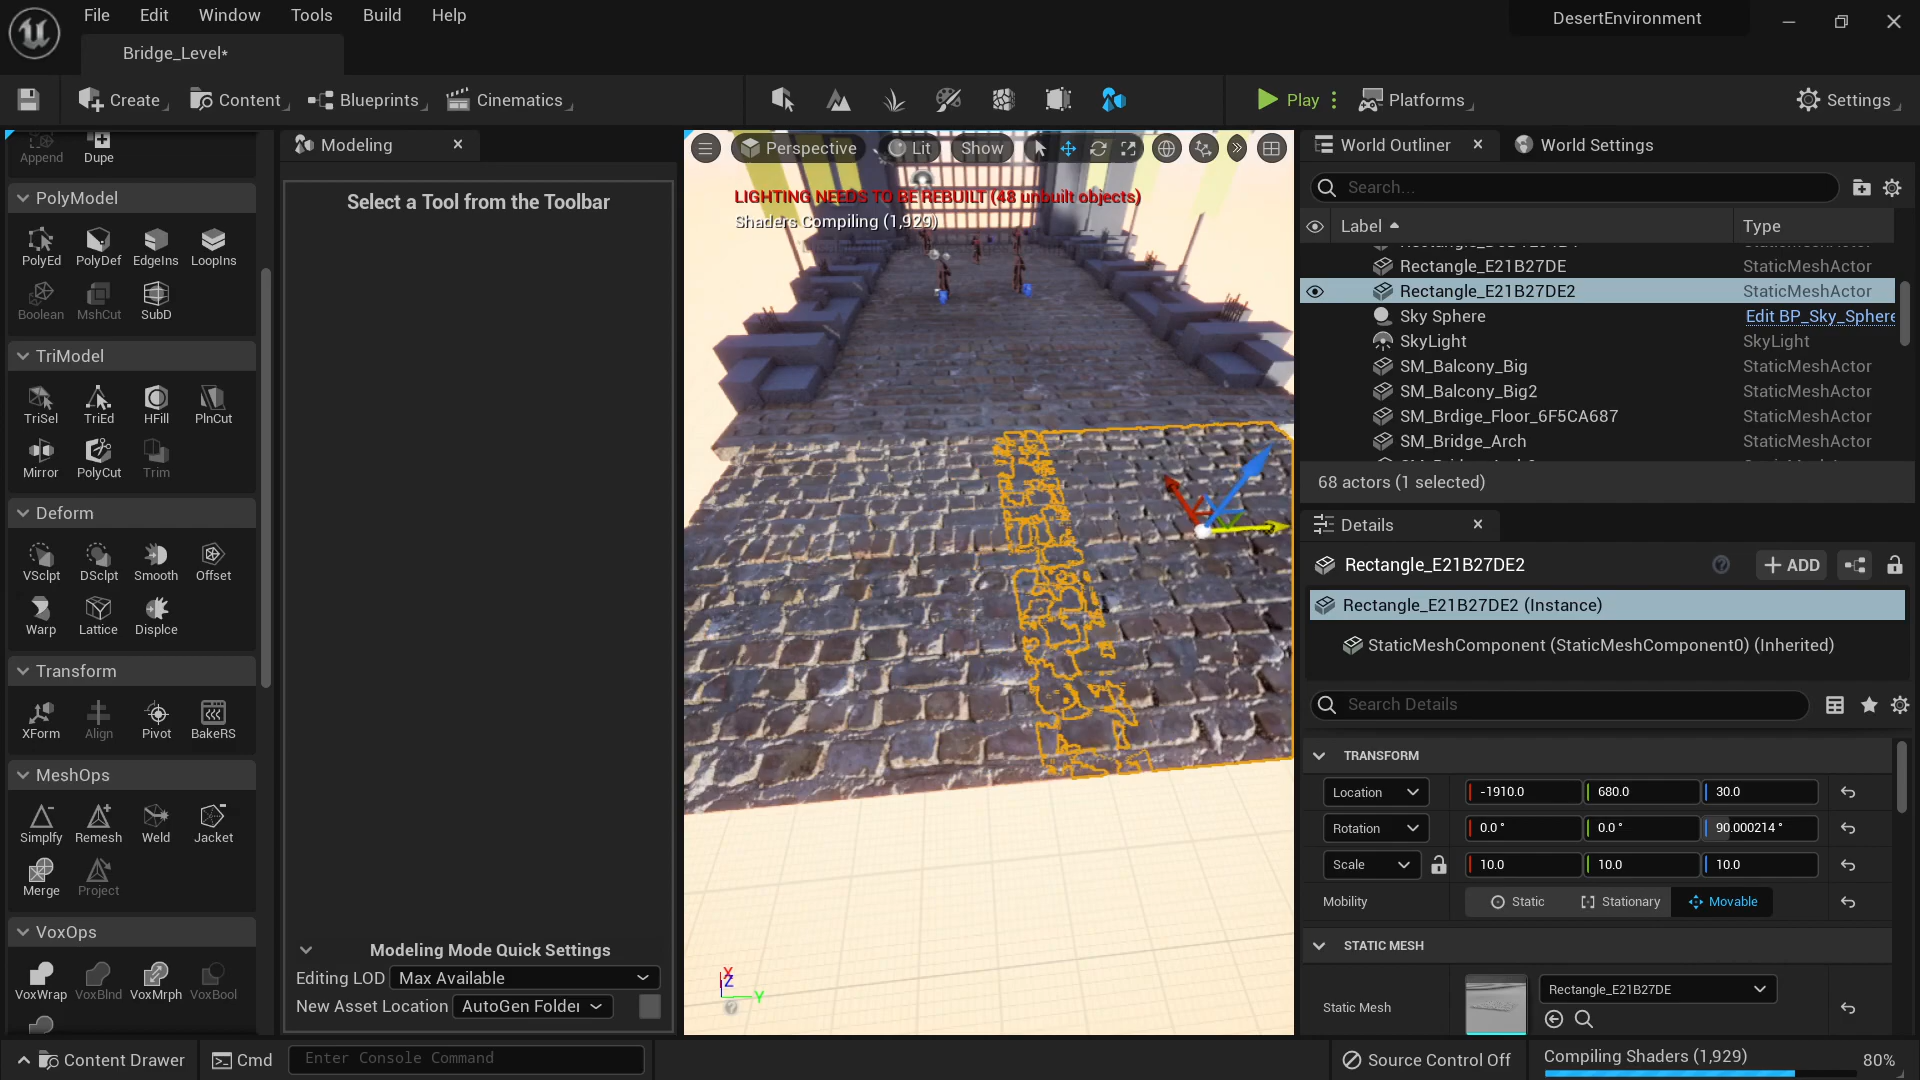 File Edit Window Tools Build Help
DesertEnvironment
Bridge_Level*
Create Content Blueprints Cinematics
Play Platforms Settings
Append Dupe
PolyModel
PolyEd PolyDef EdgeIns LoopIns
Boolean MshCut SubD
TriModel
TriSel TriEd HFill PlnCut
Mirror PolyCut Trim
Deform
VSclpt DSclpt Smooth Offset
Warp Lattice Displce
Transform
XForm Align Pivot BakeRS
MeshOps
Simplfy Remesh Weld Jacket
Merge Project
VoxOps
VoxWrap VoxBlnd VoxMrph VoxBool
Modeling
Select a Tool from the Toolbar
Modeling Mode Quick Settings
Editing LOD Max Available
New Asset Location AutoGen Folder
Perspective Lit Show
LIGHTING NEEDS TO BE REBUILT (48 unbuilt objects)
Shaders Compiling (1,929)
X
Z
Y
World Outliner World Settings
Search...
Label Type
Rectangle_E21B27DE StaticMeshActor
Rectangle_E21B27DE2 StaticMeshActor
Sky Sphere Edit BP_Sky_Sphere
SkyLight SkyLight
SM_Balcony_Big StaticMeshActor
SM_Balcony_Big2 StaticMeshActor
SM_Brdige_Floor_6F5CA687 StaticMeshActor
SM_Bridge_Arch StaticMeshActor
68 actors (1 selected)
Details
Rectangle_E21B27DE2
ADD
Rectangle_E21B27DE2 (Instance)
StaticMeshComponent (StaticMeshComponent0) (Inherited)
Search Details
TRANSFORM
Location -1910.0 680.0 30.0
Rotation 0.0 ° 0.0 ° 90.000214 °
Scale 10.0 10.0 10.0
Mobility Static Stationary Movable
STATIC MESH
Static Mesh Rectangle_E21B27DE
Content Drawer Cmd Enter Console Command
Source Control Off Compiling Shaders (1,929) 80%